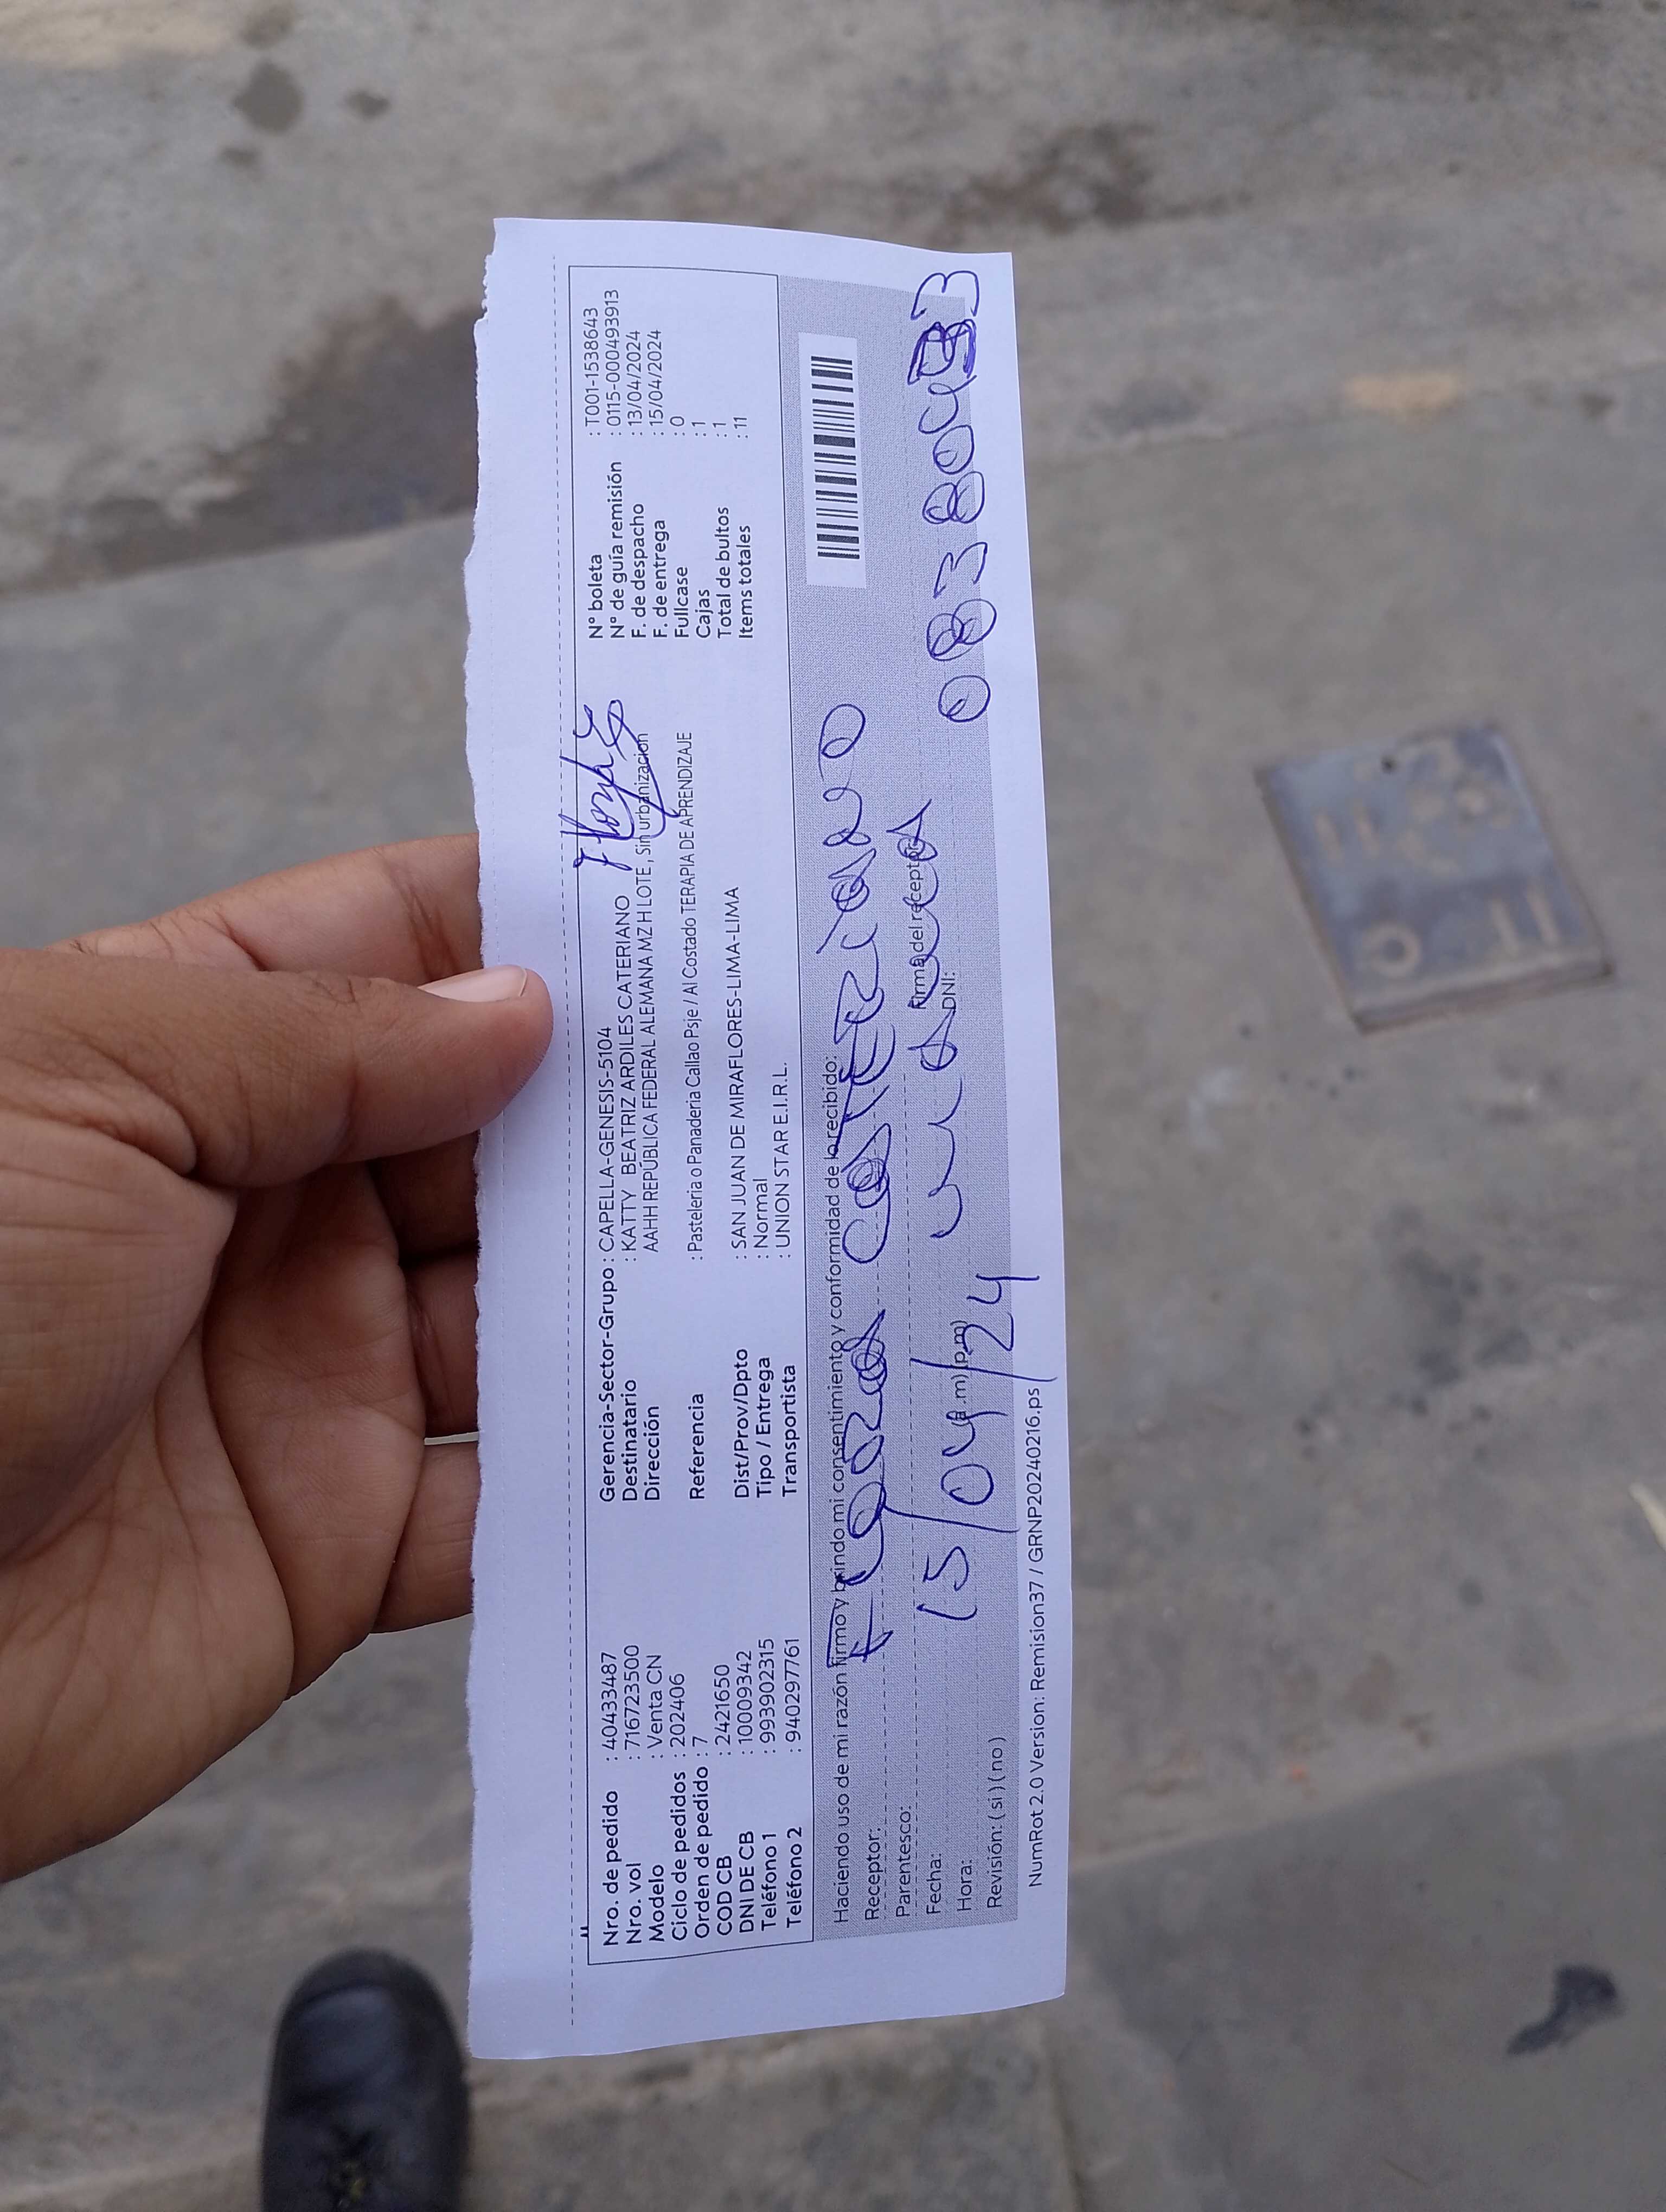 Nro. de pedido : 40433487
Nro. vol : 716723500
Modelo : Venta CN
Ciclo de pedidos : 202406
Orden de pedido : 7
COD CB : 2421650
DNI DE CB : 10009342
Teléfono 1 : 993902315
Teléfono 2 : 940297761
Gerencia-Sector-Grupo : CAPELLA-GENESIS-5104
Destinatario : KATTY BEATRIZ ARDILES CATERIANO
Dirección AAHH REPÚBLICA FEDERAL ALEMANA MZ H LOTE , Sin urbanizacion
Referencia : Pasteleria o Panaderia Callao Psje / Al Costado TERAPIA DE APRENDIZAJE
Dist/Prov/Dpto : SAN JUAN DE MIRAFLORES-LIMA-LIMA
Tipo / Entrega : Normal
Transportista : UNION STAR E.I.R.L.
N° boleta : T001-1538643
N° de guía remisión : 0115-000493913
F. de despacho : 13/04/2024
F. de entrega : 15/04/2024
Fullcase : 0
Cajas : 1
Total de bultos : 1
Items totales : 11
Haciendo uso de mi razón firmo y brindo mi consentimiento y conformidad de lo recibido:
Receptor: CATERIANO
Parentesco:
Fecha: 15/04/24
Firma del receptor
Hora: (a.m) (p.m)
DNI:
Revisión: ( si ) ( no )
NumRot 2.0 Version: Remision37 / GRNP20240216.ps